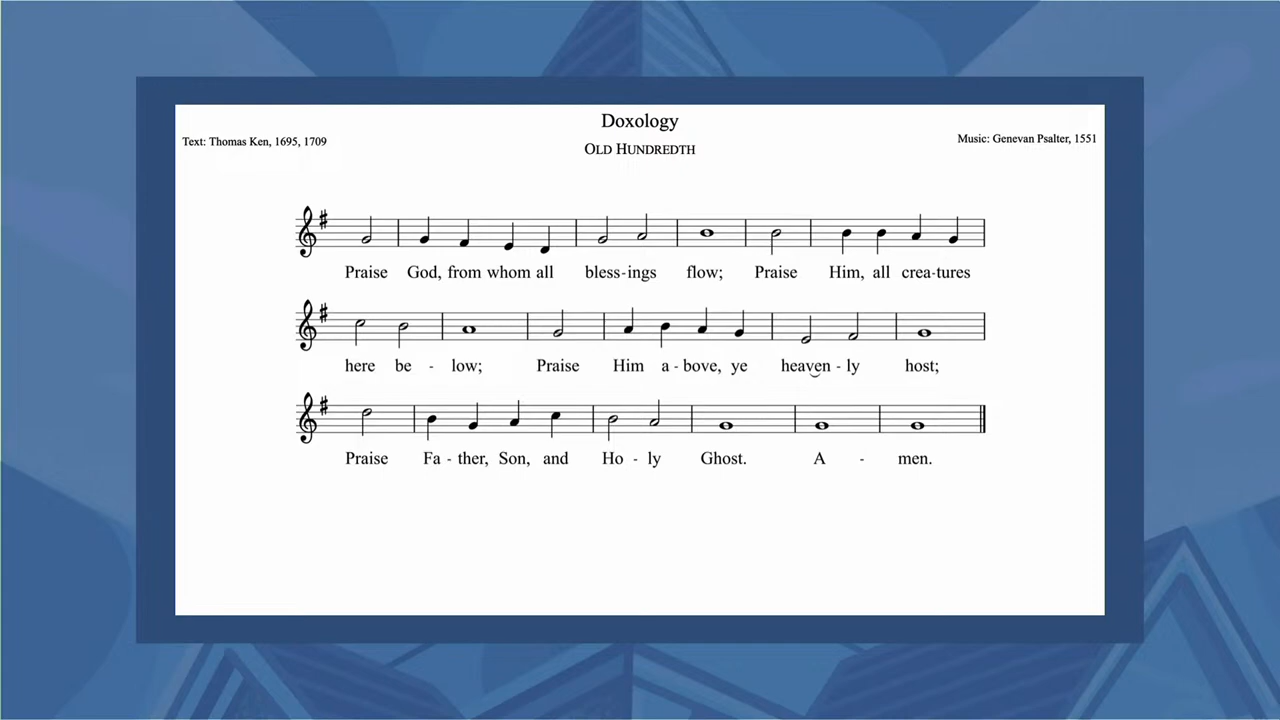 Doxology
Text: Thomas Ken, 1695, 1709
OLD HUNDREDTH
Music: Genevan Psalter, 1551
Praise God, from whom all bless-ings flow; Praise Him, all crea-tures
here be - low; Praise Him a - bove, ye heaven - ly host;
Praise Fa - ther, Son, and Ho - ly Ghost. A - men.